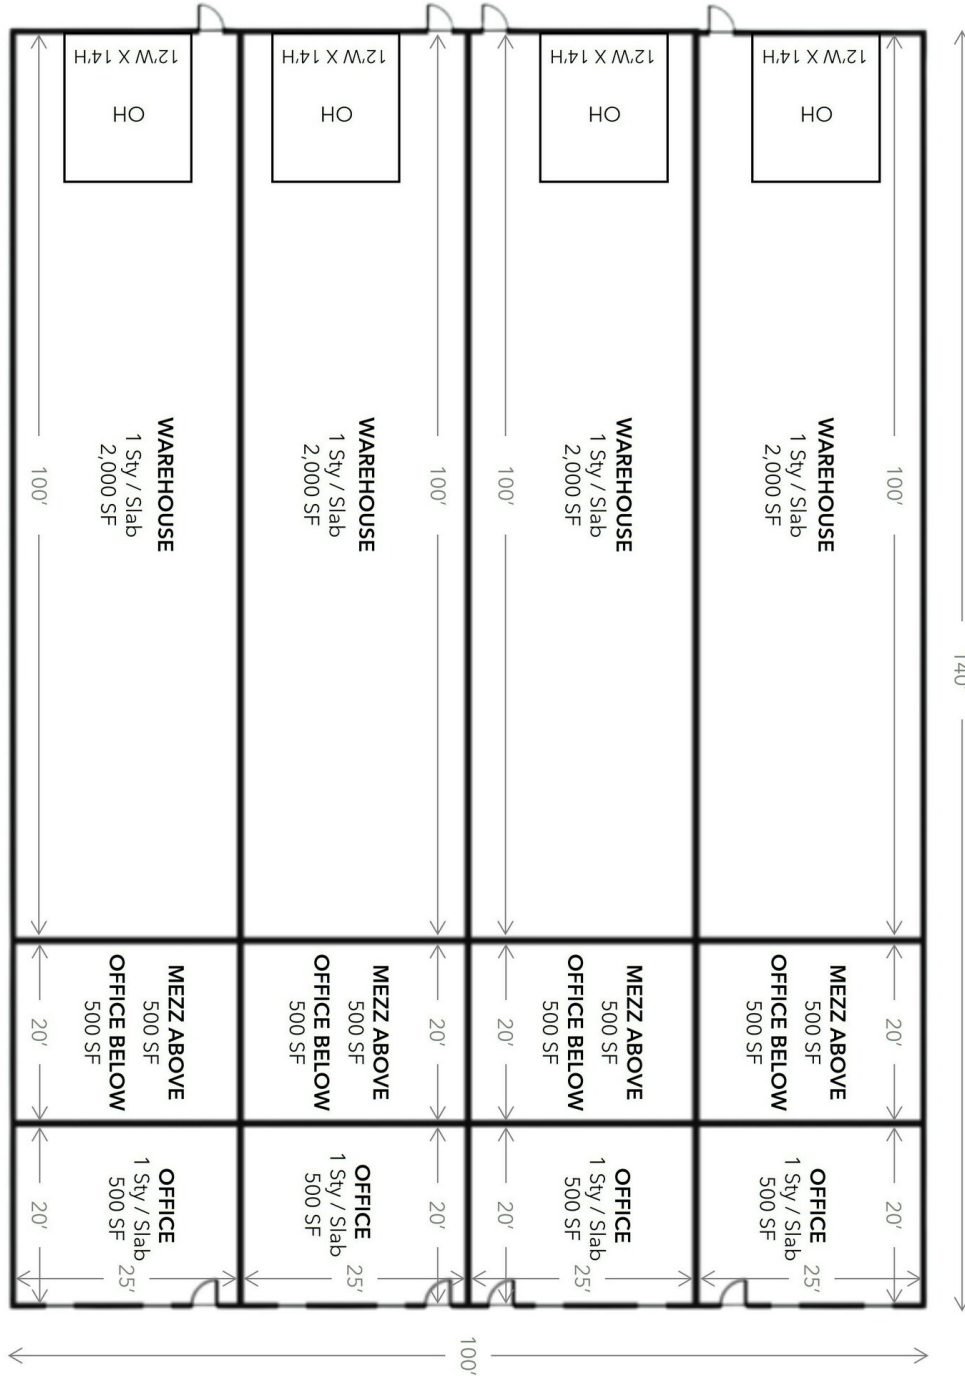 12'W X 14'H
OH
12'W X 14'H
OH
12'W X 14'H
OH
12'W X 14'H
OH
WAREHOUSE
1 Sty / Slab
2,000 SF
100'
WAREHOUSE
1 Sty / Slab
2,000 SF
100'
WAREHOUSE
1 Sty / Slab
2,000 SF
100'
WAREHOUSE
1 Sty / Slab
2,000 SF
100'
140
MEZZ ABOVE
500 SF
OFFICE BELOW
500 SF
20'
MEZZ ABOVE
500 SF
OFFICE BELOW
500 SF
20'
MEZZ ABOVE
500 SF
OFFICE BELOW
500 SF
20'
MEZZ ABOVE
500 SF
OFFICE BELOW
500 SF
20'
OFFICE
1 Sty / Slab
500 SF
20'
25'
OFFICE
1 Sty / Slab
500 SF
20'
25'
OFFICE
1 Sty / Slab
500 SF
20'
25'
OFFICE
1 Sty / Slab
500 SF
20'
25'
100'